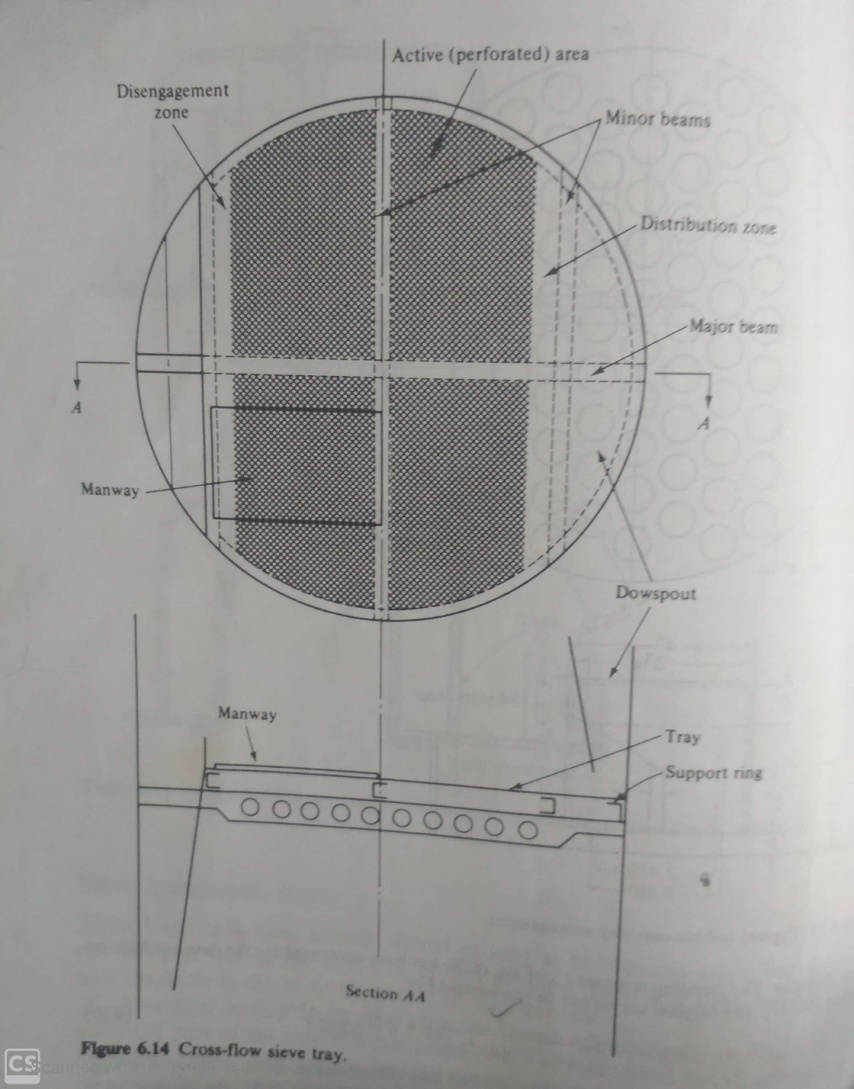 Active (perforated) area
Disengagement
zone
Minor beams
Distribution zone
Major beam
A
A
Manway
Dowspout
Manway
Tray
Support ring
Section AA
Figure 6.14 Cross-flow sieve tray.
CS